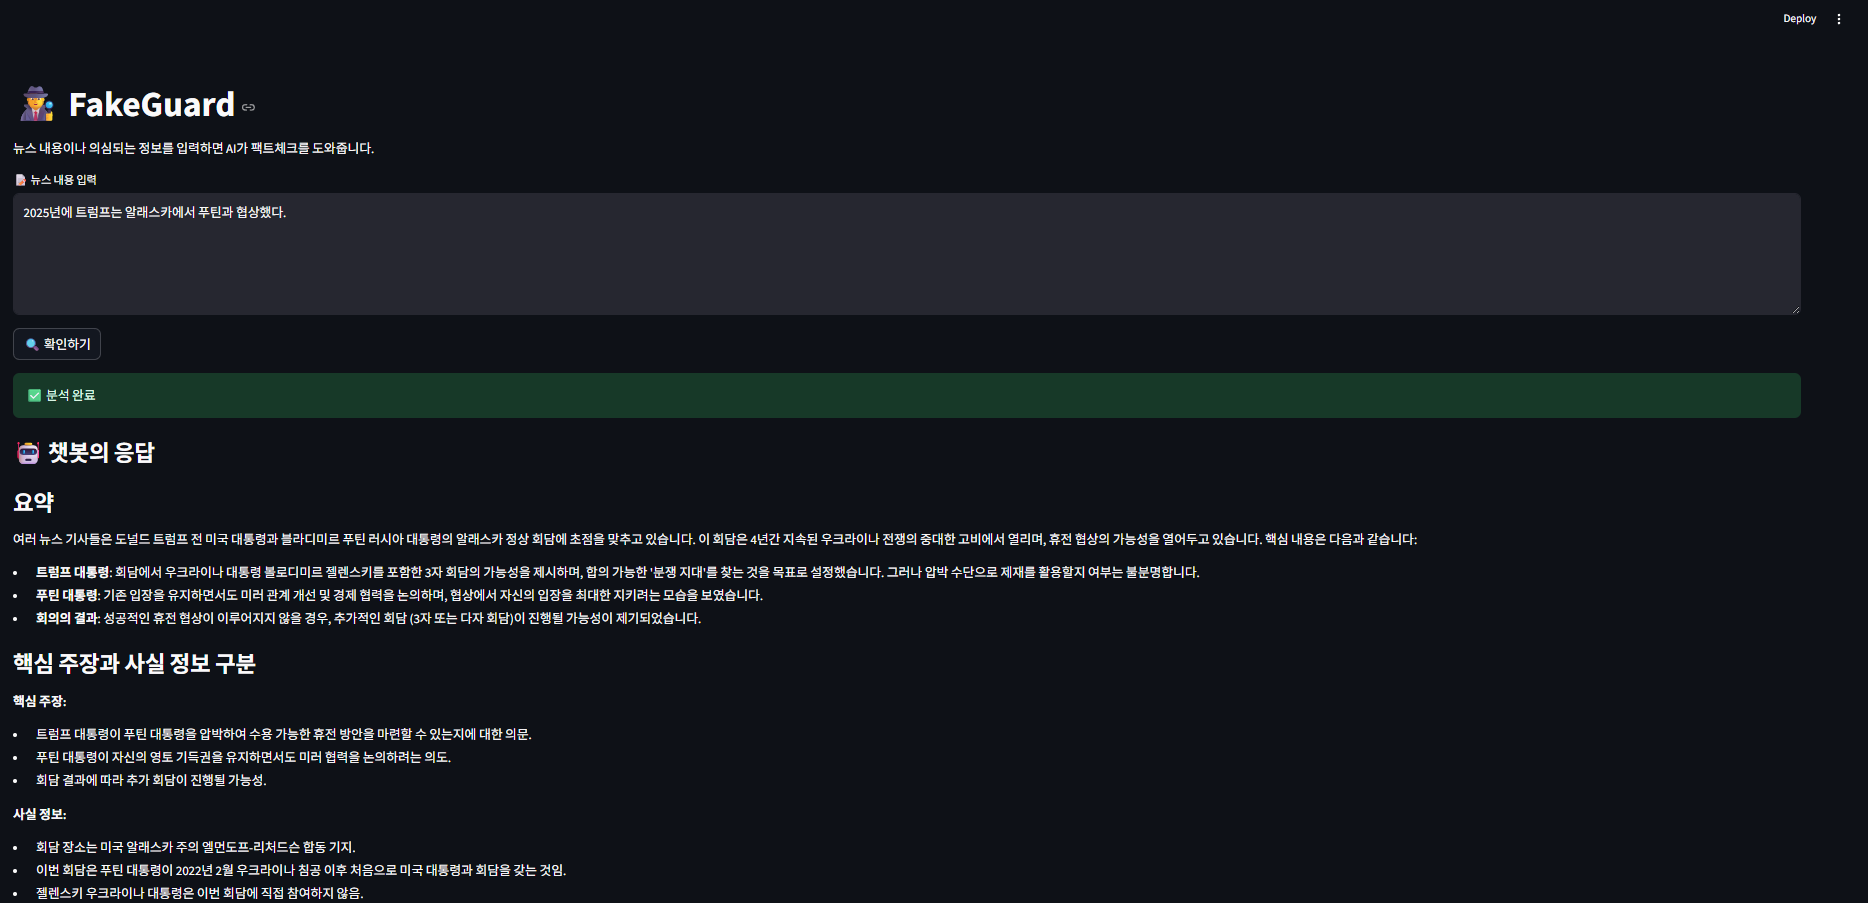 Deploy
FakeGuard
뉴스 내용이나 의심되는 정보를 입력하면 AI가 팩트체크를 도와줍니다.
뉴스 내용 입력
2025년에 트럼프는 알래스카에서 푸틴과 협상했다.
확인하기
분석 완료
챗봇의 응답
요약
여러 뉴스 기사들은 도널드 트럼프 전 미국 대통령과 블라디미르 푸틴 러시아 대통령의 알래스카 정상 회담에 초점을 맞추고 있습니다. 이 회담은 4년간 지속된 우크라이나 전쟁의 중대한 고비에서 열리며, 휴전 협상의 가능성을 열어두고 있습니다. 핵심 내용은 다음과 같습니다:
• 트럼프 대통령: 회담에서 우크라이나 대통령 볼로디미르 젤렌스키를 포함한 3자 회담의 가능성을 제시하며, 합의 가능한 '분쟁 지대'를 찾는 것을 목표로 설정했습니다. 그러나 압박 수단으로 제재를 활용할지 여부는 불분명합니다.
• 푸틴 대통령: 기존 입장을 유지하면서도 미러 관계 개선 및 경제 협력을 논의하며, 협상에서 자신의 입장을 최대한 지키려는 모습을 보였습니다.
• 회의의 결과: 성공적인 휴전 협상이 이루어지지 않을 경우, 추가적인 회담 (3자 또는 다자 회담)이 진행될 가능성이 제기되었습니다.
핵심 주장과 사실 정보 구분
핵심 주장:
• 트럼프 대통령이 푸틴 대통령을 압박하여 수용 가능한 휴전 방안을 마련할 수 있는지에 대한 의문.
• 푸틴 대통령이 자신의 영토 기득권을 유지하면서도 미러 협력을 논의하려는 의도.
• 회담 결과에 따라 추가 회담이 진행될 가능성.
사실 정보:
• 회담 장소는 미국 알래스카 주의 엘먼도프-리처드슨 합동 기지.
• 이번 회담은 푸틴 대통령이 2022년 2월 우크라이나 침공 이후 처음으로 미국 대통령과 회담을 갖는 것임.
• 젤렌스키 우크라이나 대통령은 이번 회담에 직접 참여하지 않음.